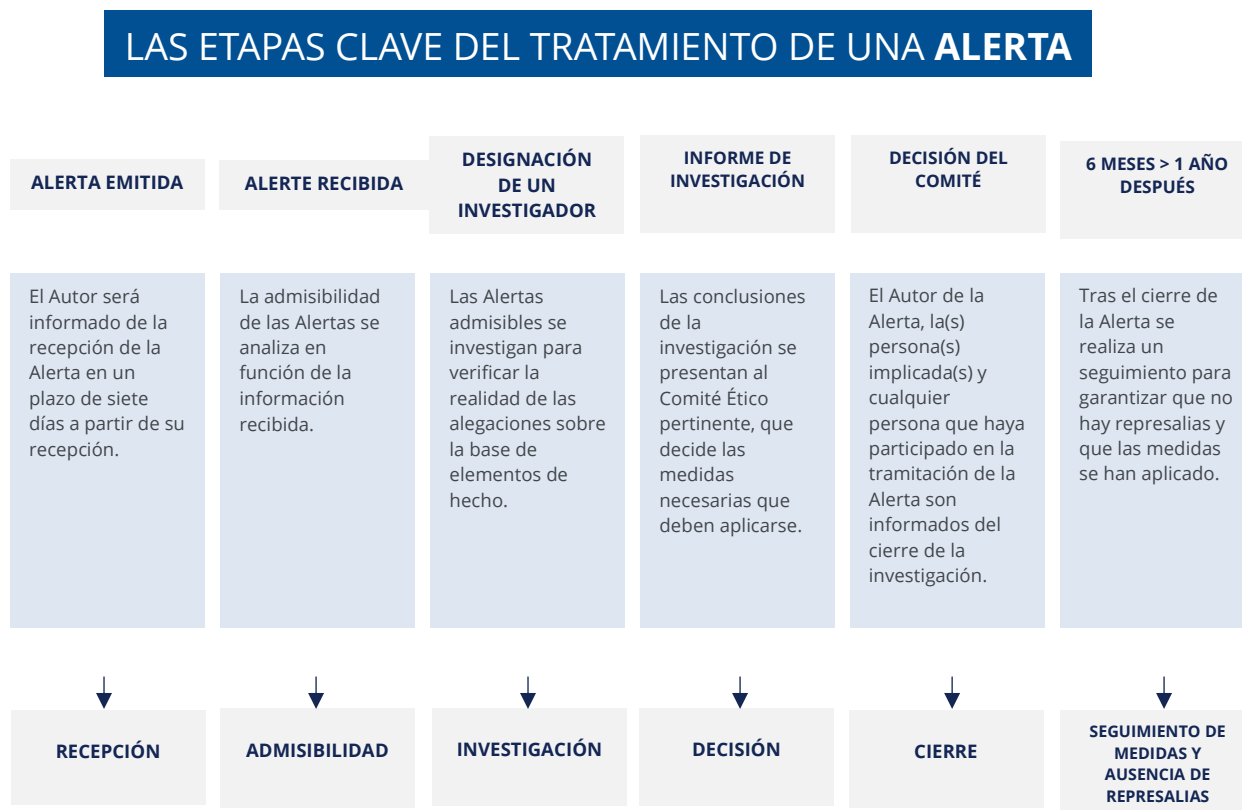 LAS ETAPAS CLAVE DEL TRATAMIENTO DE UNA ALERTA
ALERTA EMITIDA
ALERTE RECIBIDA
DESIGNACIÓN
DE UN
INVESTIGADOR
INFORME DE
INVESTIGACIÓN
DECISIÓN DEL
COMITÉ
6 MESES > 1 AÑO
DESPUÉS
El Autor será
informado de la
recepción de la
Alerta en un
plazo de siete
días a partir de su
recepción.
La admisibilidad
de las Alertas se
analiza en
función de la
información
recibida.
Las Alertas
admisibles se
investigan para
verificar la
realidad de las
alegaciones sobre
la base de
elementos de
hecho.
Las conclusiones
de la
investigación se
presentan al
Comité Ético
pertinente, que
decide las
medidas
necesarias que
deben aplicarse.
El Autor de la
Alerta, la(s)
persona(s)
implicada(s) y
cualquier
persona que haya
participado en la
tramitación de la
Alerta son
informados del
cierre de la
investigación.
Tras el cierre de
la Alerta se
realiza un
seguimiento para
garantizar que no
hay represalias y
que las medidas
se han aplicado.
RECEPCIÓN
ADMISIBILIDAD
INVESTIGACIÓN
DECISIÓN
CIERRE
SEGUIMIENTO DE
MEDIDAS Y
AUSENCIA DE
REPRESALIAS